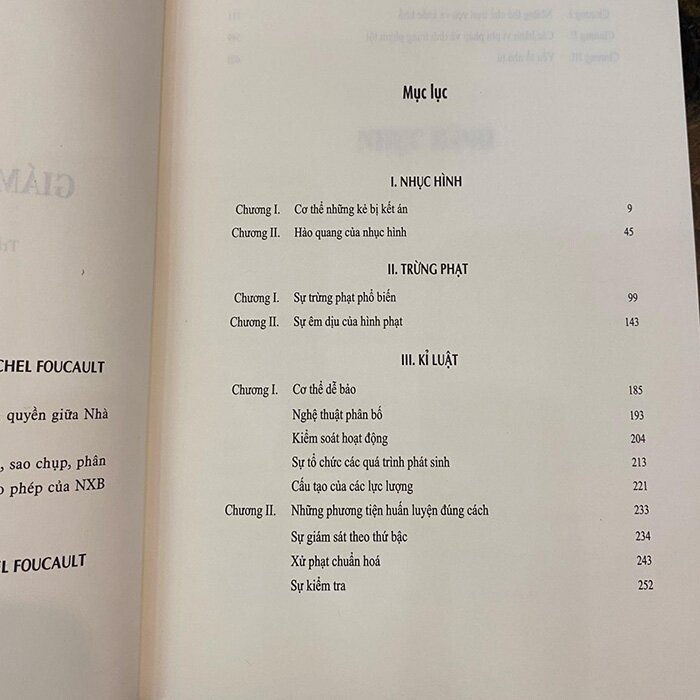 CHEL FOUCAULT
quyền giữa Nhà
, sao chụp, phân
phép của NXB
EL FOUCAULT
Mục lục
I. NHỤC HÌNH
Chương I. Cơ thể những kẻ bị kết án 9
Chương II. Hào quang của nhục hình 45
II. TRỪNG PHẠT
Chương I. Sự trừng phạt phổ biến 99
Chương II. Sự êm dịu của hình phạt 143
III. KỈ LUẬT
Chương I. Cơ thể dễ bảo 185
Nghệ thuật phân bố 193
Kiểm soát hoạt động 204
Sự tổ chức các quá trình phát sinh 213
Cấu tạo của các lực lượng 221
Chương II. Những phương tiện huấn luyện đúng cách 233
Sự giám sát theo thứ bậc 234
Xử phạt chuẩn hoá 243
Sự kiểm tra 252